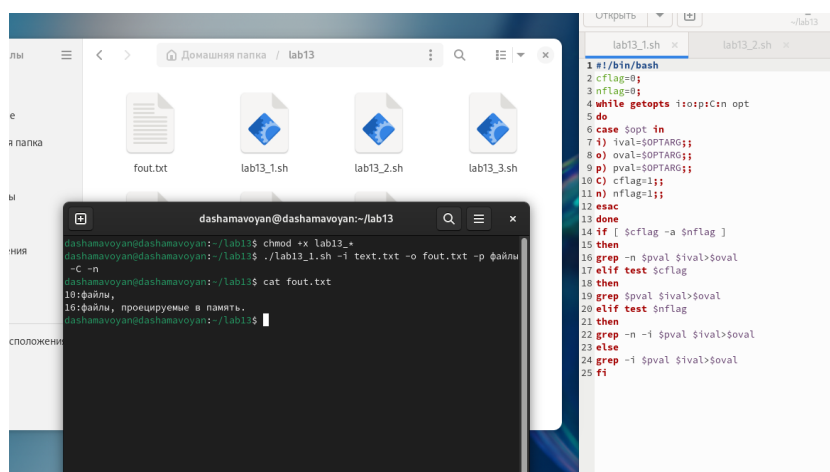 лы
Домашняя папка / lab13
е
я папка
ы
ения
сположения
fout.txt
lab13_1.sh
lab13_2.sh
lab13_3.sh
dashamavoyan@dashamavoyan:~/lab13
dashamavoyan@dashamavoyan:~/lab13$ chmod +x lab13_*
dashamavoyan@dashamavoyan:~/lab13$ ./lab13_1.sh -i text.txt -o fout.txt -p файлы
-C -n
dashamavoyan@dashamavoyan:~/lab13$ cat fout.txt
10:файлы,
16:файлы, проецируемые в память.
dashamavoyan@dashamavoyan:~/lab13$
Открыть
~/lab13
lab13_1.sh
lab13_2.sh
1 #!/bin/bash
2 cflag=0;
3 nflag=0;
4 while getopts i:o:p:C:n opt
5 do
6 case $opt in
7 i) ival=$OPTARG;;
8 o) oval=$OPTARG;;
9 p) pval=$OPTARG;;
10 C) cflag=1;;
11 n) nflag=1;;
12 esac
13 done
14 if [ $cflag -a $nflag ]
15 then
16 grep -n $pval $ival>$oval
17 elif test $cflag
18 then
19 grep $pval $ival>$oval
20 elif test $nflag
21 then
22 grep -n -i $pval $ival>$oval
23 else
24 grep -i $pval $ival>$oval
25 fi